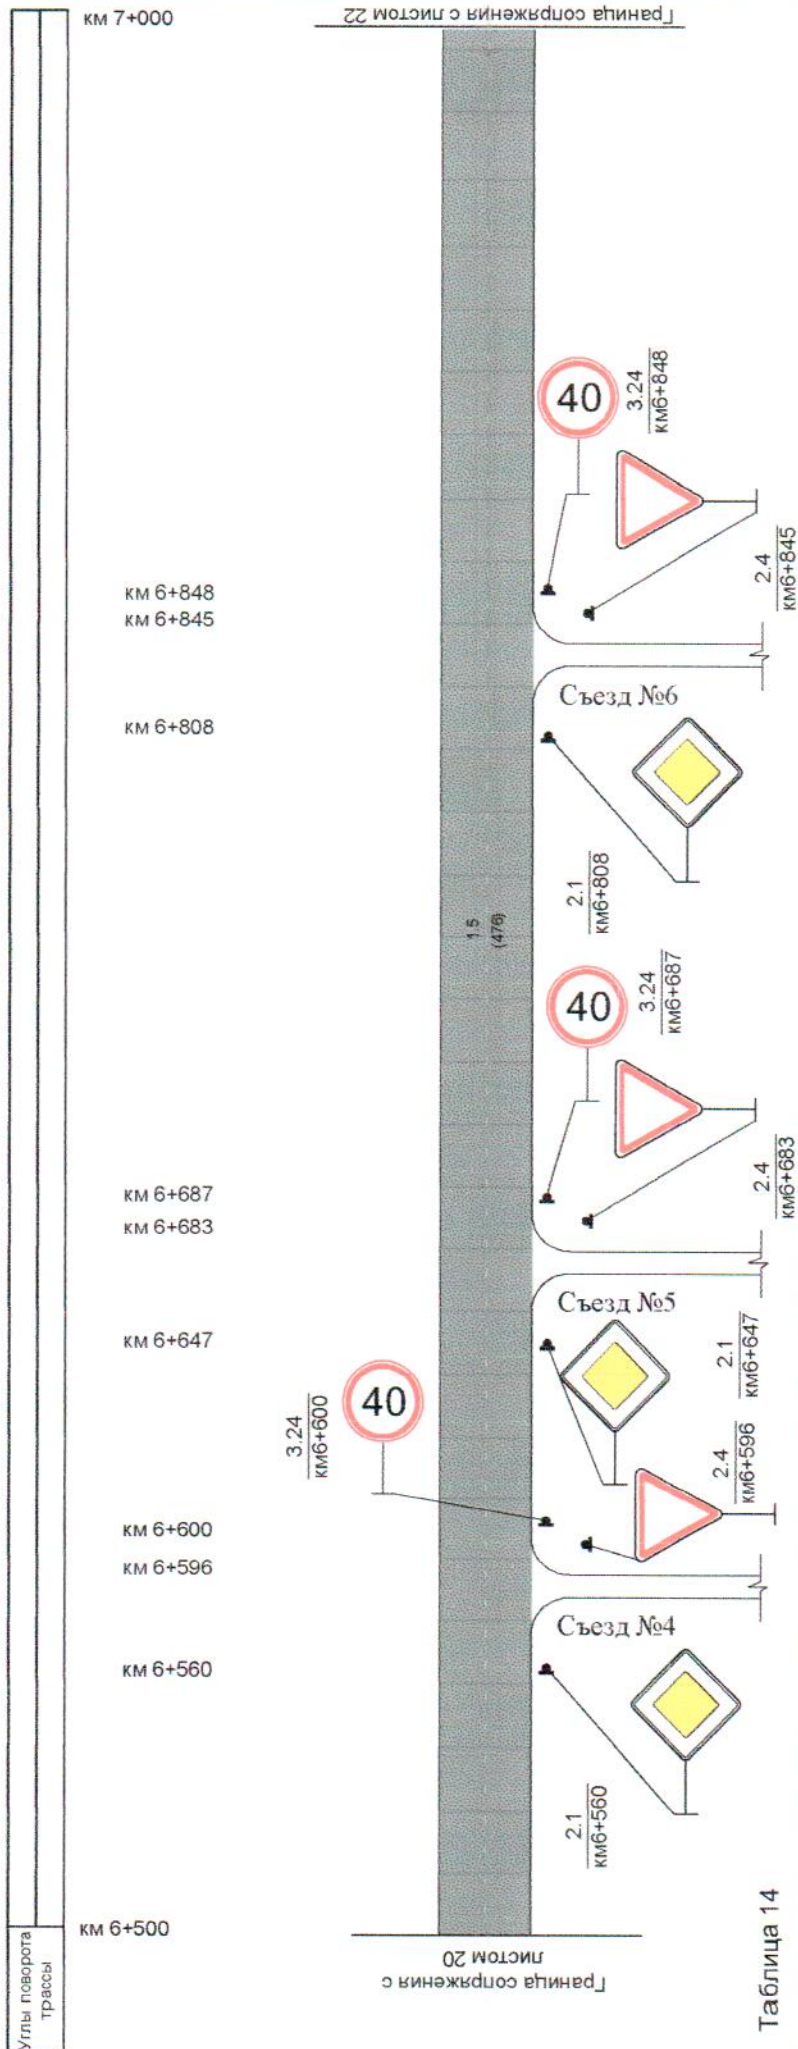 км 7+000
Граница сопряжения с листом 22
40
3.24
км6+848
км 6+848
км 6+845
2.4
км6+845
Съезд №6
км 6+808
2.1
км6+808
1.5
(476)
40
3.24
км6+687
км 6+687
км 6+683
2.4
км6+683
Съезд №5
км 6+647
2.1
км6+647
3.24
км6+600
40
2.4
км6+596
км 6+600
км 6+596
Съезд №4
км 6+560
2.1
км6+560
км 6+500
Углы поворота
трассы
Граница сопряжения с
листом 20
Таблица 14